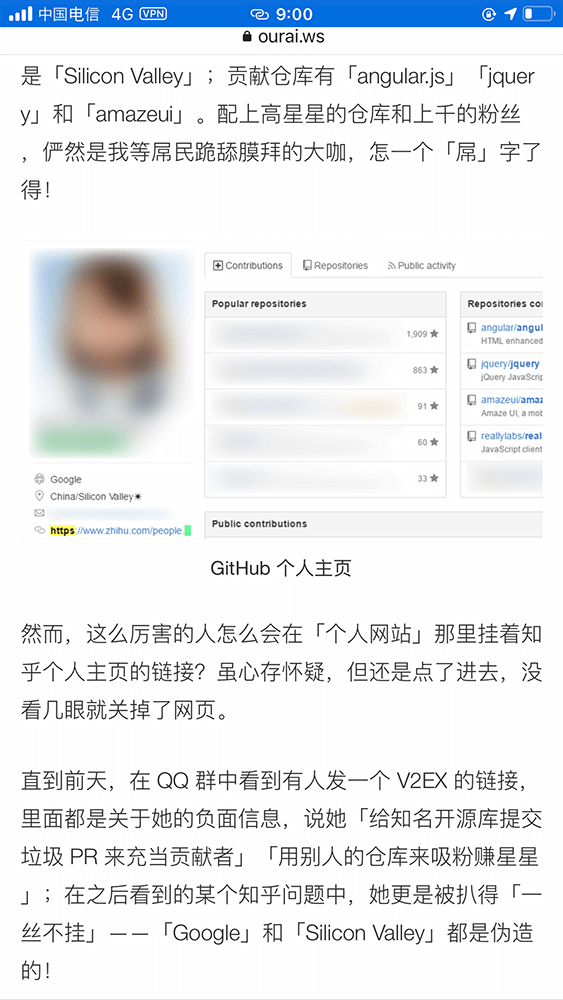 中国电信 4G VPN 9:00
ourai.ws
是「Silicon Valley」；贡献仓库有「angular.js」「jquer
y」和「amazeui」。配上高星星的仓库和上千的粉丝
，俨然是我等屌民跪舔膜拜的大咖，怎一个「屌」字了
得！
Contributions Repositories Public activity
Popular repositories
1,909
863
91
60
33
Repositories con
angular/angul
HTML enhanced
jquery/jquery
jQuery JavaScrip
amazeui/amaz
Amaze UI, a mob
reallylabs/real
JavaScript client
Google
China/Silicon Valley☀
https://www.zhihu.com/people.
Public contributions
GitHub 个人主页
然而，这么厉害的人怎么会在「个人网站」那里挂着知
乎个人主页的链接？虽心存怀疑，但还是点了进去，没
看几眼就关掉了网页。
直到前天，在 QQ 群中看到有人发一个 V2EX 的链接，
里面都是关于她的负面信息，说她「给知名开源库提交
垃圾 PR 来充当贡献者」「用别人的仓库来吸粉赚星星
」；在之后看到的某个知乎问题中，她更是被扒得「一
丝不挂」——「Google」和「Silicon Valley」都是伪造
的！